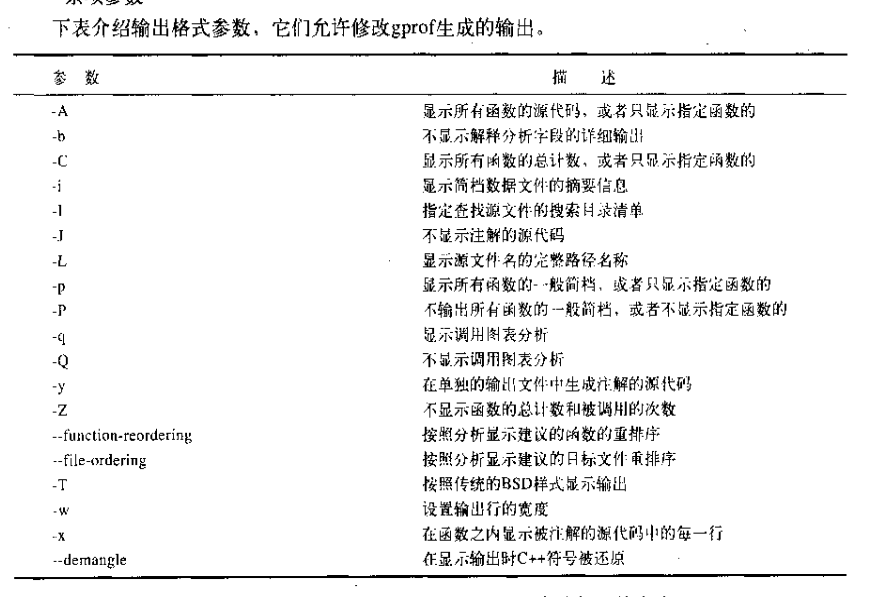 下表介绍输出格式参数，它们允许修改gprof生成的输出。
参 数 描 述
-A 显示所有函数的源代码，或者只显示指定函数的
-b 不显示解释分析字段的详细输出
-C 显示所有函数的总计数，或者只显示指定函数的
-i 显示简档数据文件的摘要信息
-I 指定查找源文件的搜索目录清单
-J 不显示注解的源代码
-L 显示源文件名的完整路径名称
-p 显示所有函数的一般简档，或者只显示指定函数的
-P 不输出所有函数的一般简档，或者不显示指定函数的
-q 显示调用图表分析
-Q 不显示调用图表分析
-y 在单独的输出文件中生成注解的源代码
-Z 不显示函数的总计数和被调用的次数
--function-reordering 按照分析显示建议的函数的重排序
--file-ordering 按照分析显示建议的目标文件重排序
-T 按照传统的BSD样式显示输出
-w 设置输出行的宽度
-x 在函数之内显示被注解的源代码中的每一行
--demangle 在显示输出时C++符号被还原